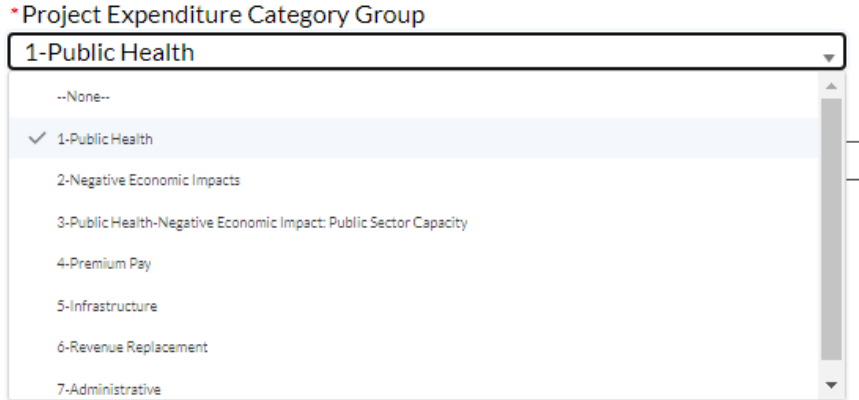 *Project Expenditure Category Group
1-Public Health
--None--
1-Public Health
2-Negative Economic Impacts
3-Public Health-Negative Economic Impact: Public Sector Capacity
4-Premium Pay
5-Infrastructure
6-Revenue Replacement
7-Administrative